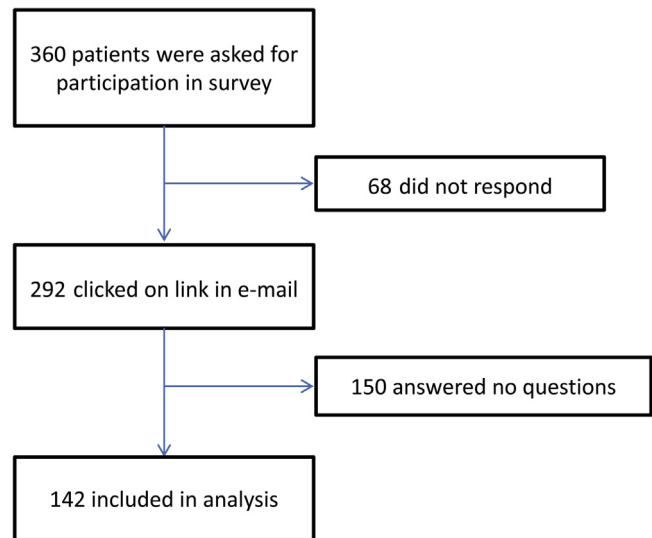 360 patients were asked for
participation in survey
68 did not respond
292 clicked on link in e-mail
150 answered no questions
142 included in analysis